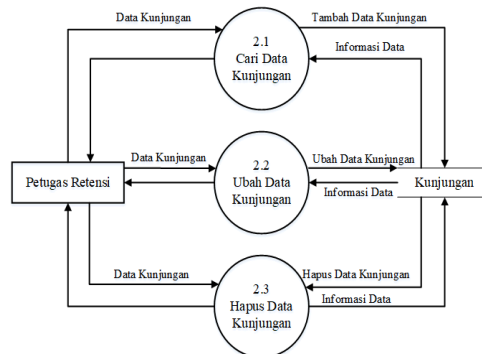 Data Kunjungan
Tambah Data Kunjungan
2.1
Cari Data
Kunjungan
Informasi Data
Data Kunjungan
2.2
Ubah Data
Kunjungan
Ubah Data Kunjungan
Informasi Data
Petugas Retensi
Kunjungan
Data Kunjungan
2.3
Hapus Data
Kunjungan
Hapus Data Kunjungan
Informasi Data